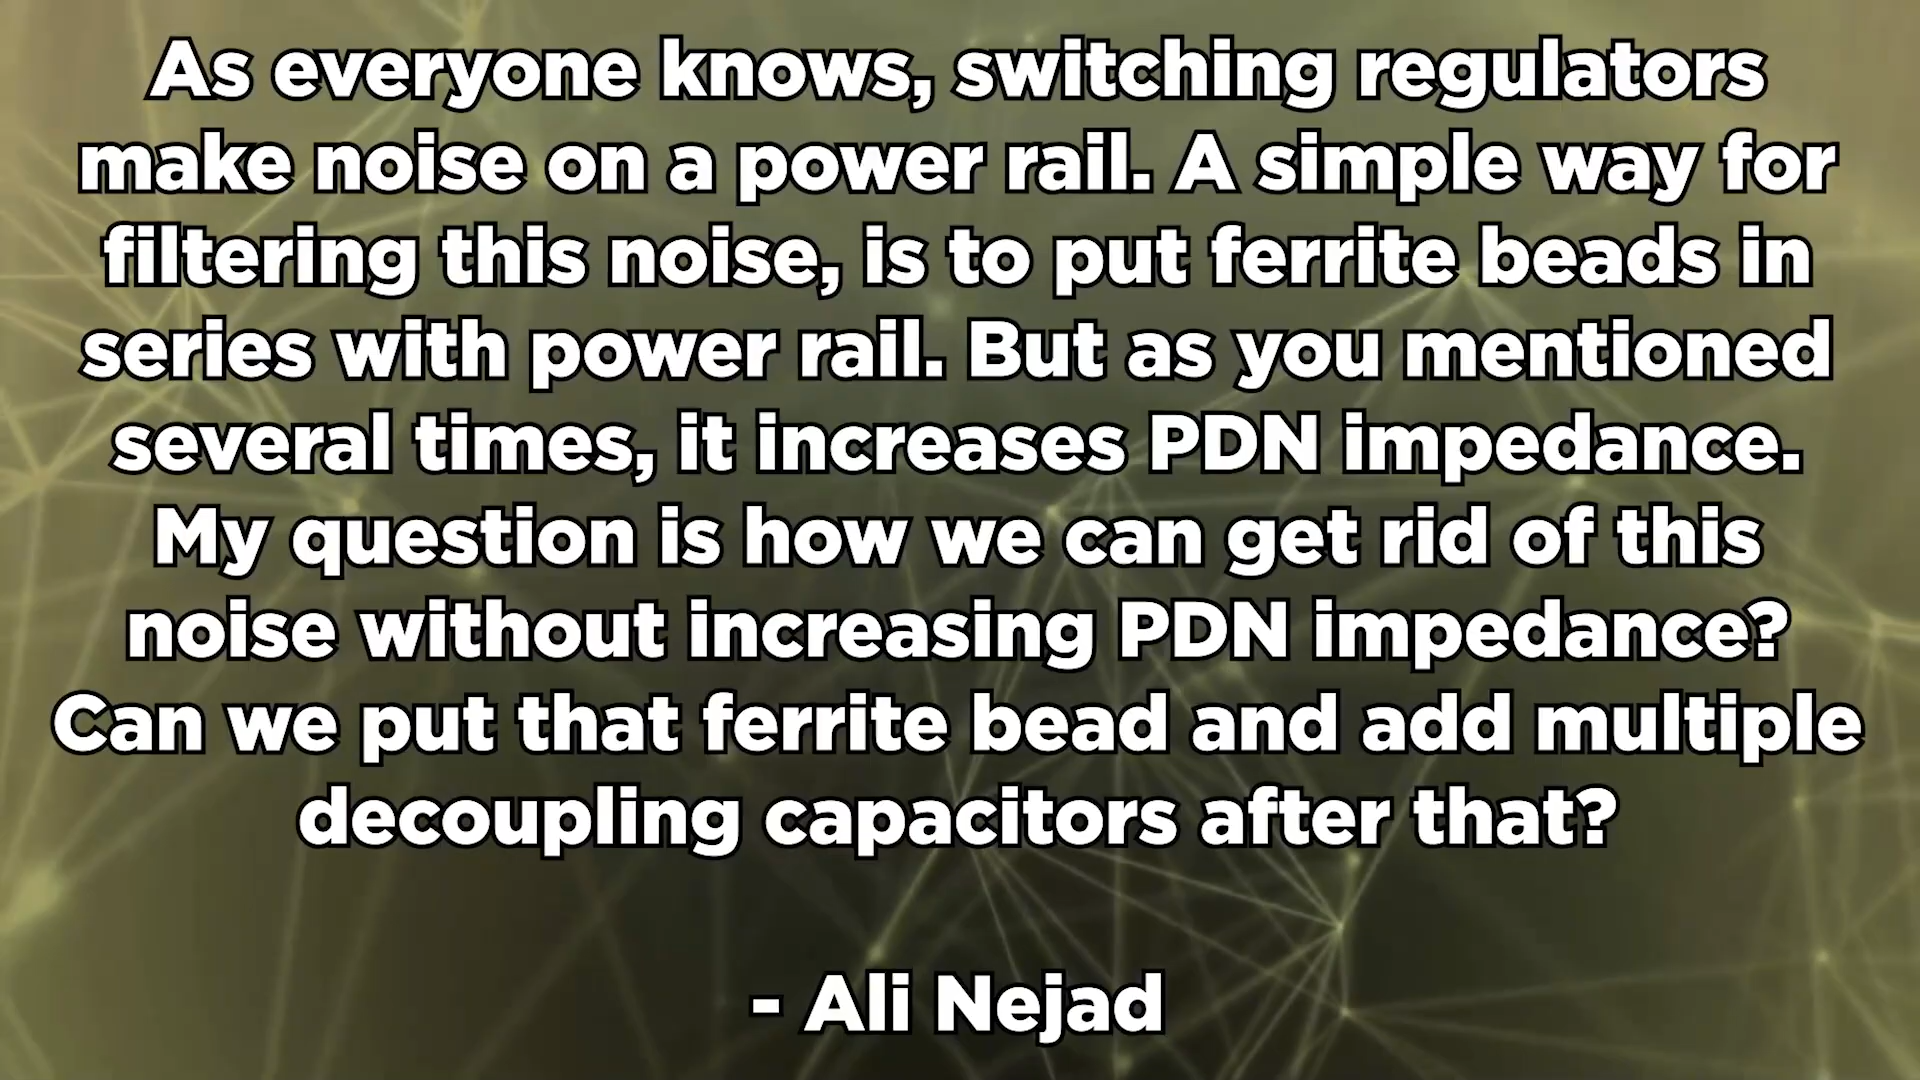 As everyone knows, switching regulators
make noise on a power rail. A simple way for
filtering this noise, is to put ferrite beads in
series with power rail. But as you mentioned
several times, it increases PDN impedance.
My question is how we can get rid of this
noise without increasing PDN impedance?
Can we put that ferrite bead and add multiple
decoupling capacitors after that?
- Ali Nejad